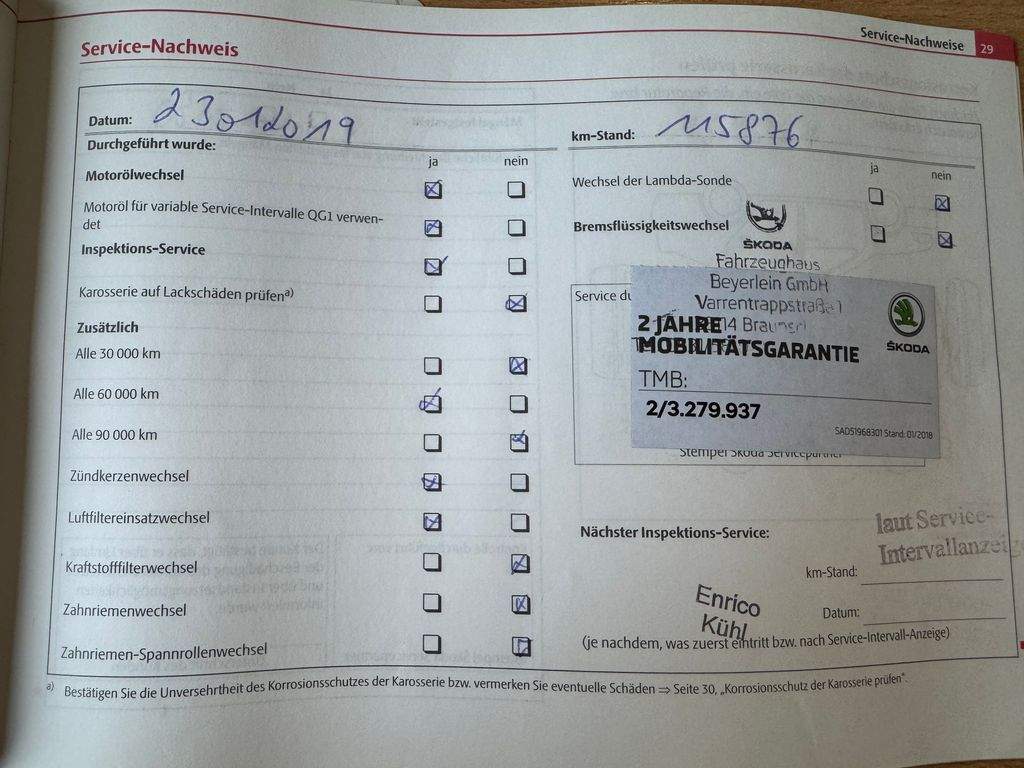 Service-Nachweise 29
Service-Nachweis
Datum: 23012019
km-Stand: 115876
Durchgeführt wurde:
ja nein
Motorölwechsel
Motoröl für variable Service-Intervalle QG1 verwen-
det
Inspektions-Service
Karosserie auf Lackschäden prüfen a)
Zusätzlich
Alle 30 000 km
Alle 60 000 km
Alle 90 000 km
Zündkerzenwechsel
Luftfiltereinsatzwechsel
Kraftstofffilterwechsel
Zahnriemenwechsel
Zahnriemen-Spannrollenwechsel
ja nein
Wechsel der Lambda-Sonde
Bremsflüssigkeitswechsel
ŠKODA
Fahrzeughaus
Beyerlein GmbH
Varrentrappstraße 1
Service du
2 JAHRE
MOBILITÄTSGARANTIE
ŠKODA
TMB:
2/3.279.937
SAD51968301 Stand: 01/2018
Stempel Škoda Servicepartner
Nächster Inspektions-Service:
laut Service-
Intervallanzeige
km-Stand:
Enrico
Kühl
Datum:
(je nachdem, was zuerst eintritt bzw. nach Service-Intervall-Anzeige)
a) Bestätigen Sie die Unversehrtheit des Korrosionsschutzes der Karosserie bzw. vermerken Sie eventuelle Schäden ⇒ Seite 30, „Korrosionsschutz der Karosserie prüfen“.